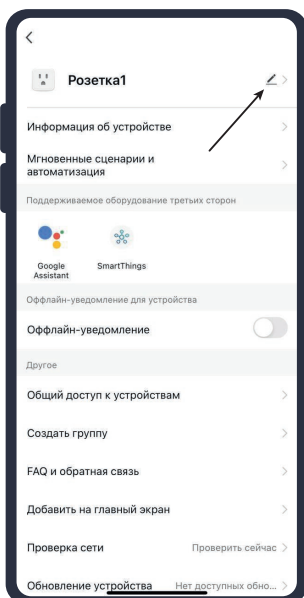 Розетка1
Информация об устройстве
Мгновенные сценарии и
автоматизация
Поддерживаемое оборудование третьих сторон
Google
Assistant
SmartThings
Оффлайн-уведомление для устройства
Оффлайн-уведомление
Другое
Общий доступ к устройствам
Создать группу
FAQ и обратная связь
Добавить на главный экран
Проверка сети Проверить сейчас
Обновление устройства Нет доступных обно...